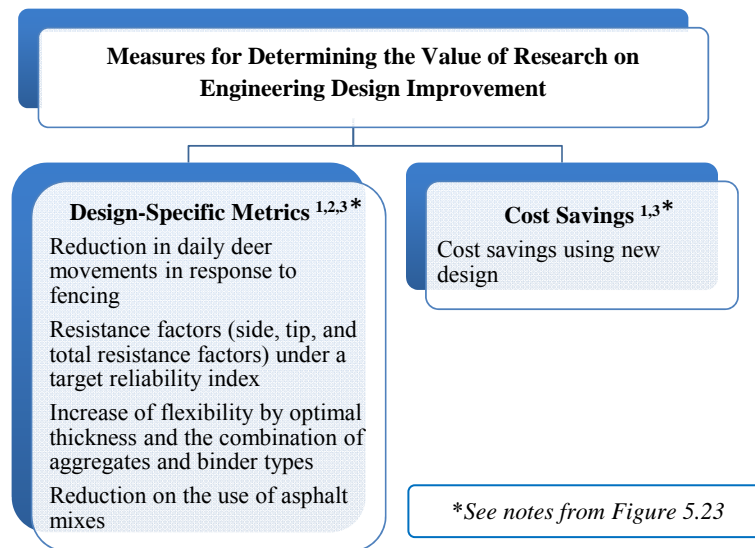 Measures for Determining the Value of Research on
Engineering Design Improvement
Design-Specific Metrics 1,2,3*
Reduction in daily deer
movements in response to
fencing
Resistance factors (side, tip, and
total resistance factors) under a
target reliability index
Increase of flexibility by optimal
thickness and the combination of
aggregates and binder types
Reduction on the use of asphalt
mixes
Cost Savings 1,3*
Cost savings using new
design
*See notes from Figure 5.23